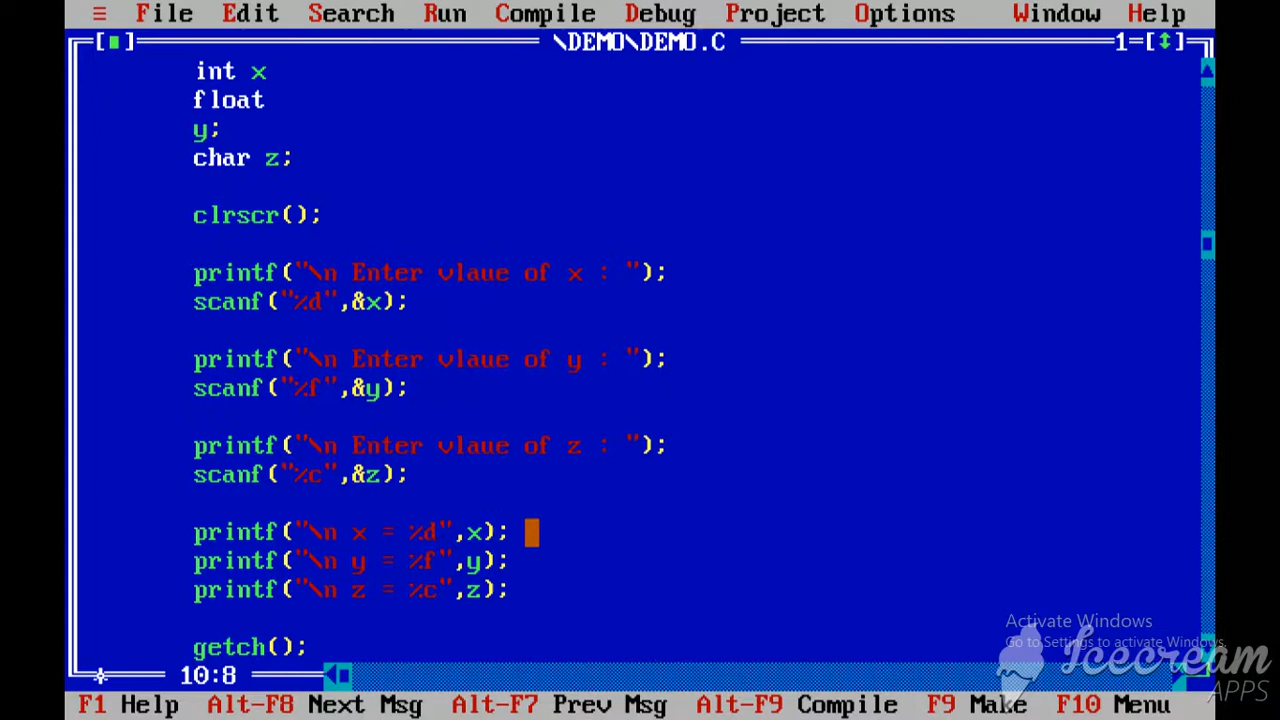 ≡ File Edit Search Run Compile Debug Project Options Window Help
[■] \DEMO\DEMO.C 1=[↕]
int x
float
y;
char z;
clrscr();
printf("\n Enter vlaue of x : ");
scanf("%d",&x);
printf("\n Enter vlaue of y : ");
scanf("%f",&y);
printf("\n Enter vlaue of z : ");
scanf("%c",&z);
printf("\n x = %d",x);
printf("\n y = %f",y);
printf("\n z = %c",z);
getch();
Activate Windows
Go to Settings to activate Windows.
Icecream
APPS
10:8
F1 Help Alt-F8 Next Msg Alt-F7 Prev Msg Alt-F9 Compile F9 Make F10 Menu